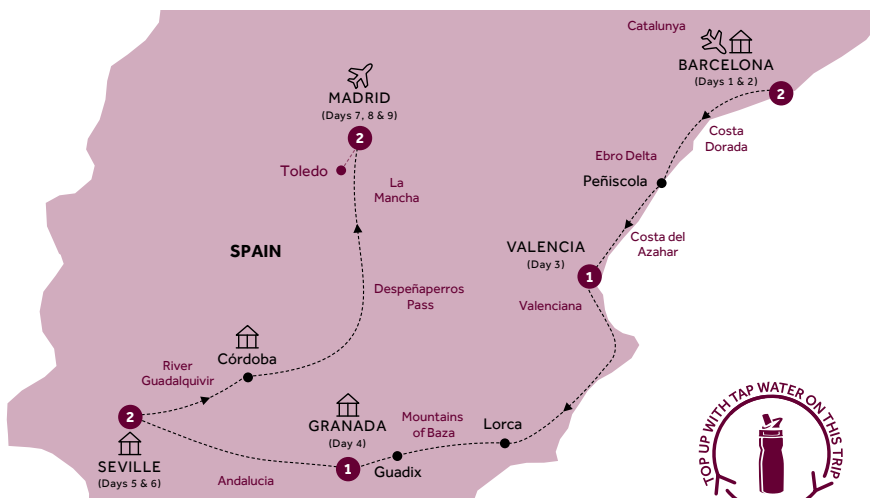 Catalunya
BARCELONA
(Days 1 & 2)
2
MADRID
(Days 7, 8 & 9)
2
Costa
Dorada
Toledo
Ebro Delta
Peñiscola
La
Mancha
SPAIN
VALENCIA
(Day 3)
Costa del
Azahar
1
Valenciana
Despeñaperros
Pass
Córdoba
River
Guadalquivir
2
SEVILLE
(Days 5 & 6)
GRANADA
(Day 4)
1
Mountains
of Baza
Lorca
Guadix
Andalucia
TOP UP WITH TAP WATER ON THIS TRIP